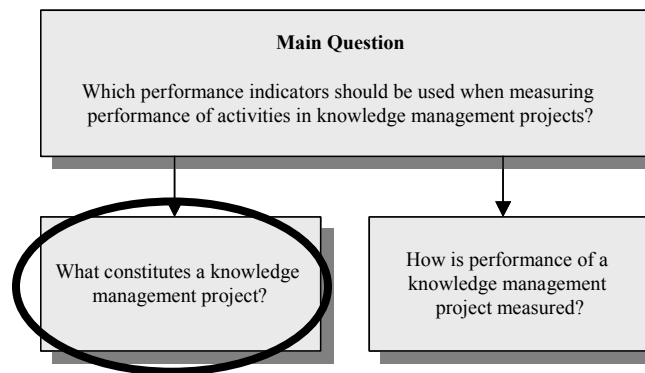 Main Question
Which performance indicators should be used when measuring
performance of activities in knowledge management projects?
What constitutes a knowledge
management project?
How is performance of a
knowledge management
project measured?